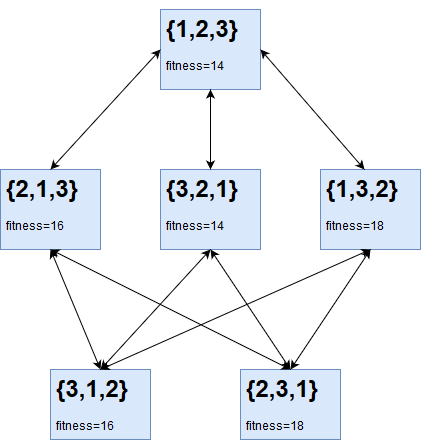 {1,2,3}
fitness=14
{2,1,3}
fitness=16
{3,2,1}
fitness=14
{1,3,2}
fitness=18
{3,1,2}
fitness=16
{2,3,1}
fitness=18